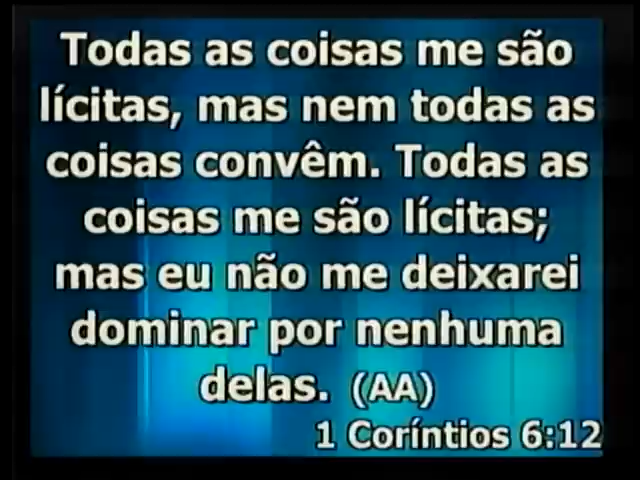 Todas as coisas me são
lícitas, mas nem todas as
coisas convêm. Todas as
coisas me são lícitas;
mas eu não me deixarei
dominar por nenhuma
delas. (AA)
1 Coríntios 6:12